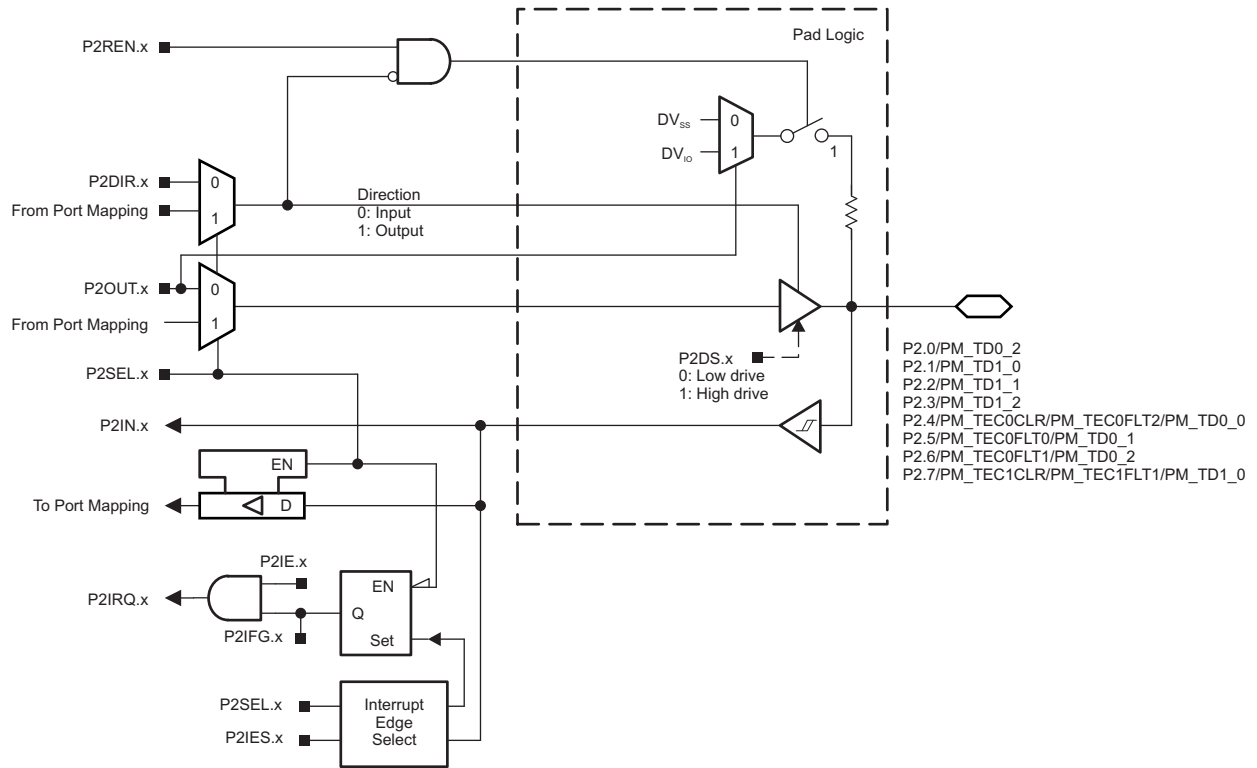 Pad Logic
P2REN.x
DVSS
0
DVIO
1
1
P2DIR.x
0
From Port Mapping
1
Direction
0: Input
1: Output
P2OUT.x
0
From Port Mapping
1
P2DS.x
0: Low drive
1: High drive
P2SEL.x
P2.0/PM_TD0_2
P2.1/PM_TD1_0
P2.2/PM_TD1_1
P2.3/PM_TD1_2
P2.4/PM_TEC0CLR/PM_TEC0FLT2/PM_TD0_0
P2.5/PM_TEC0FLT0/PM_TD0_1
P2.6/PM_TEC0FLT1/PM_TD0_2
P2.7/PM_TEC1CLR/PM_TEC1FLT1/PM_TD1_0
P2IN.x
EN
To Port Mapping
D
P2IE.x
P2IRQ.x
EN
Q
P2IFG.x
Set
P2SEL.x
P2IES.x
Interrupt
Edge
Select